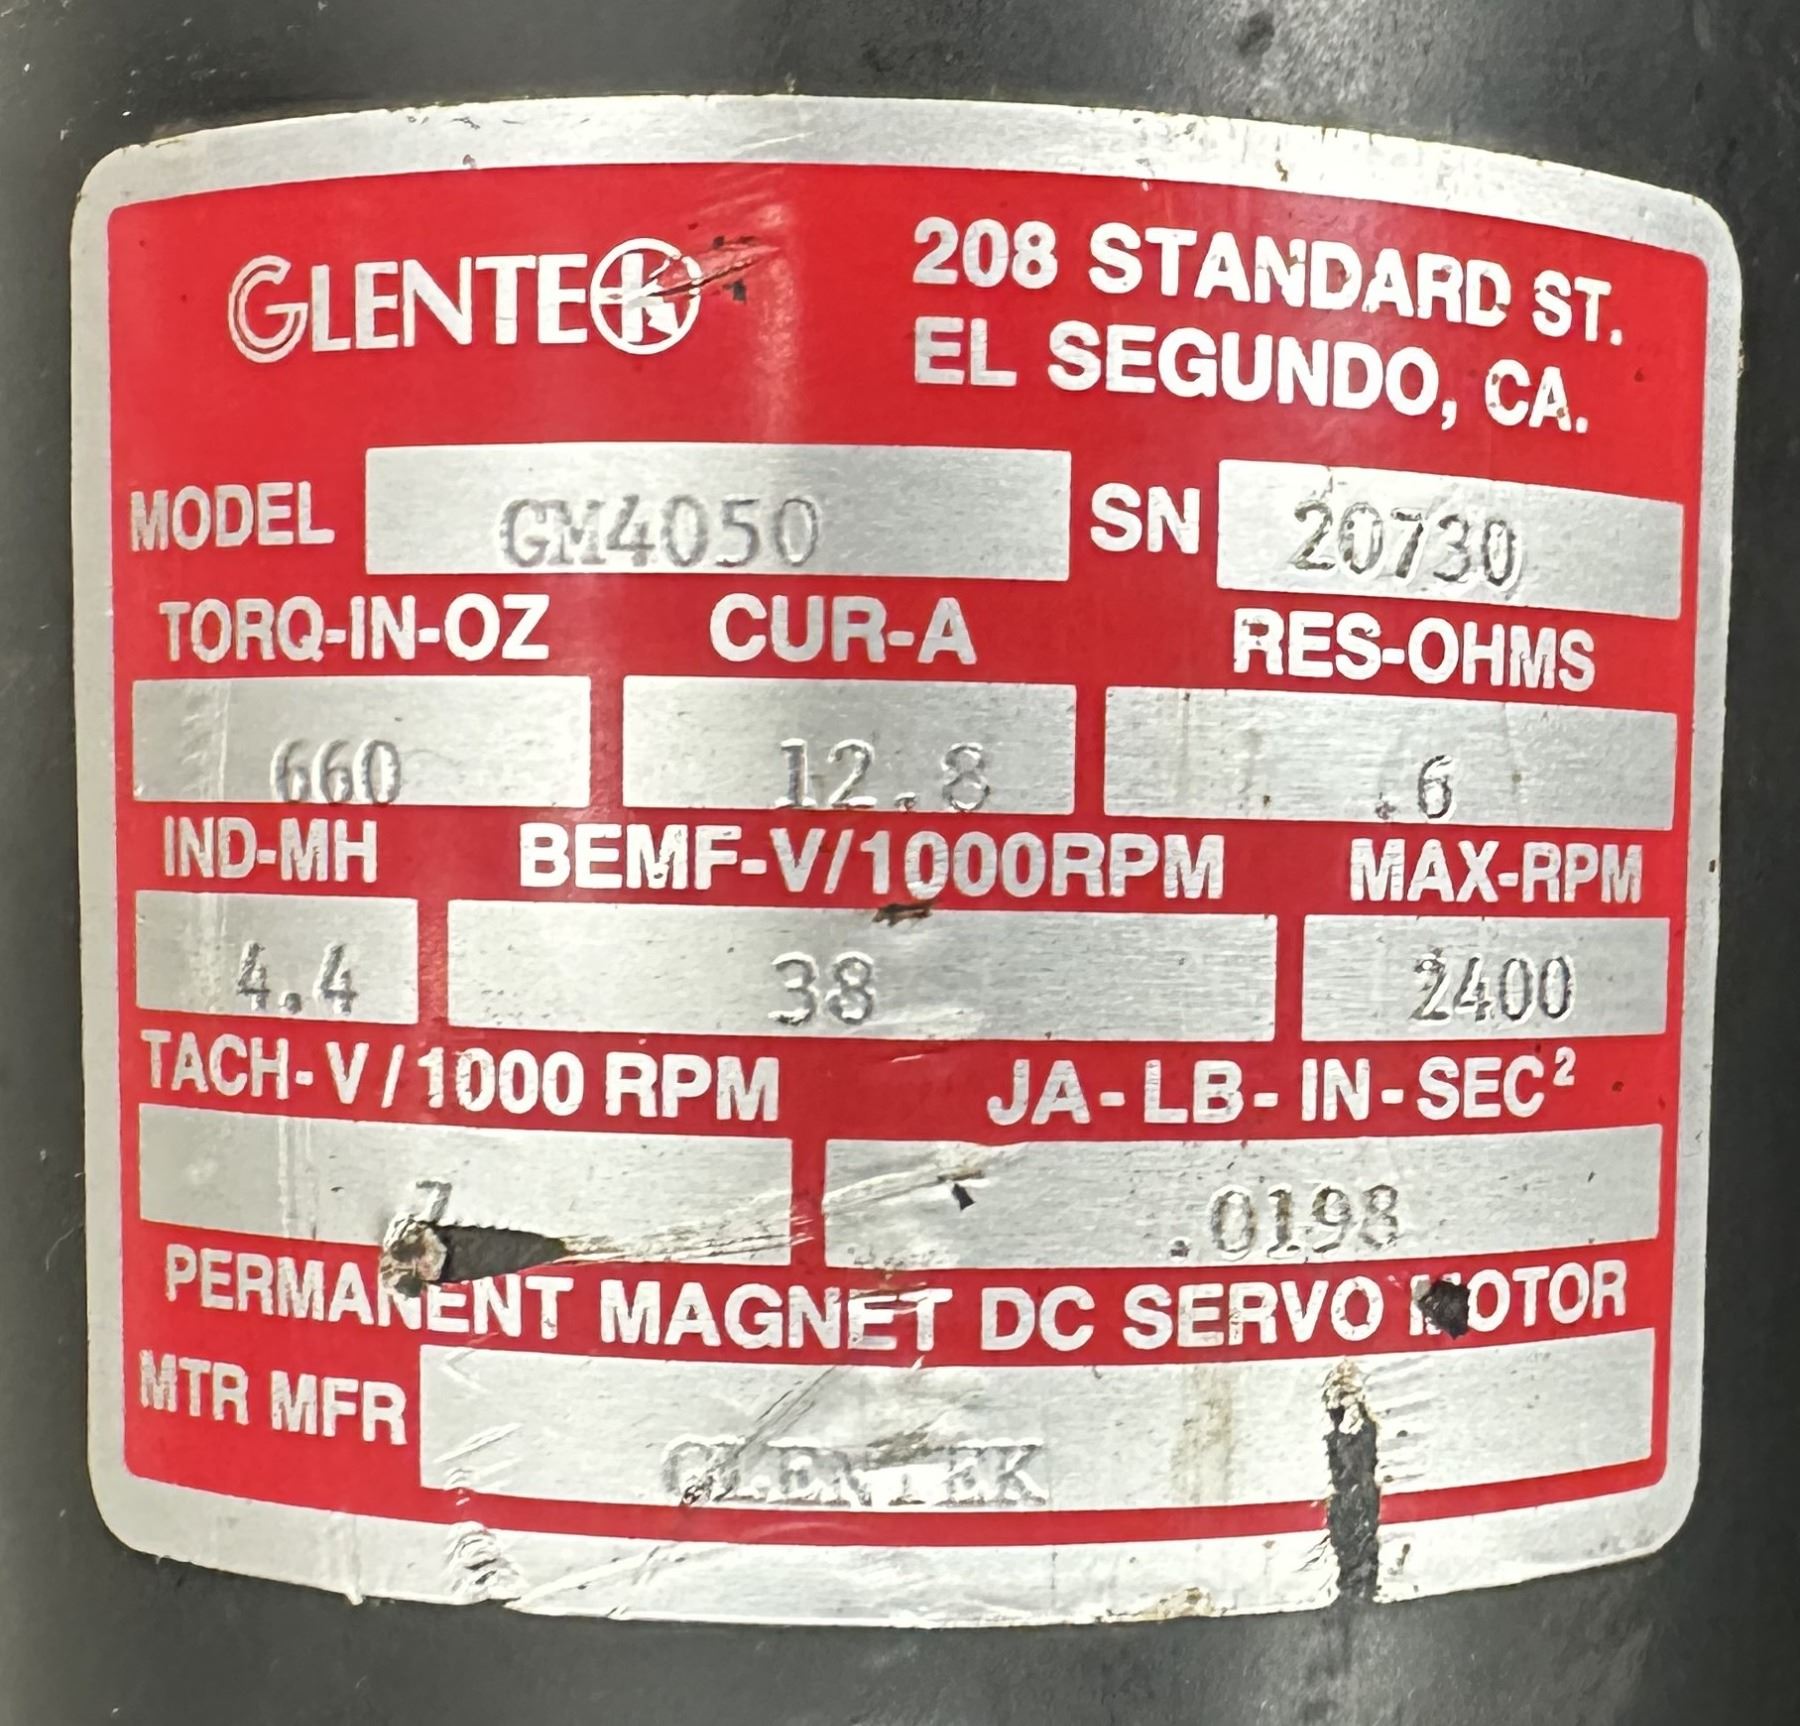 GLENTEK
208 STANDARD ST.
EL SEGUNDO, CA.
MODEL GM4050 SN 20730
TORQ-IN-OZ CUR-A RES-OHMS
660 12.8 .6
IND-MH BEMF-V/1000RPM MAX-RPM
4.4 38 2400
TACH-V/1000 RPM JA-LB-IN-SEC²
7 .0198
PERMANENT MAGNET DC SERVO MOTOR
MTR MFR GLENTEK